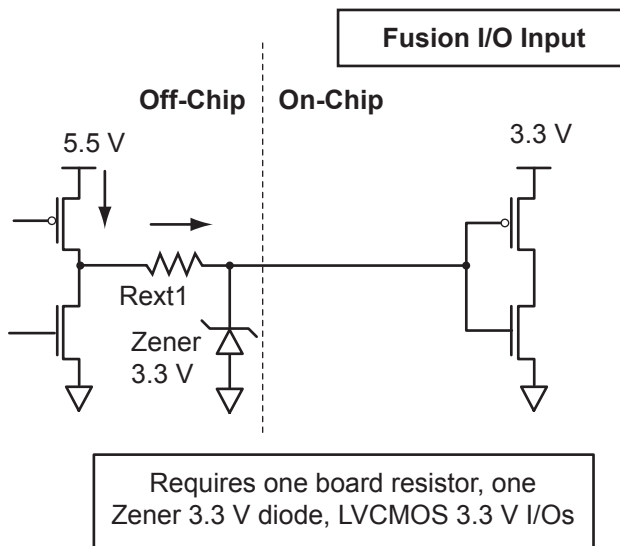 Fusion I/O Input
Off-Chip
On-Chip
5.5 V
3.3 V
Rext1
Zener
3.3 V
Requires one board resistor, one
Zener 3.3 V diode, LVCMOS 3.3 V I/Os